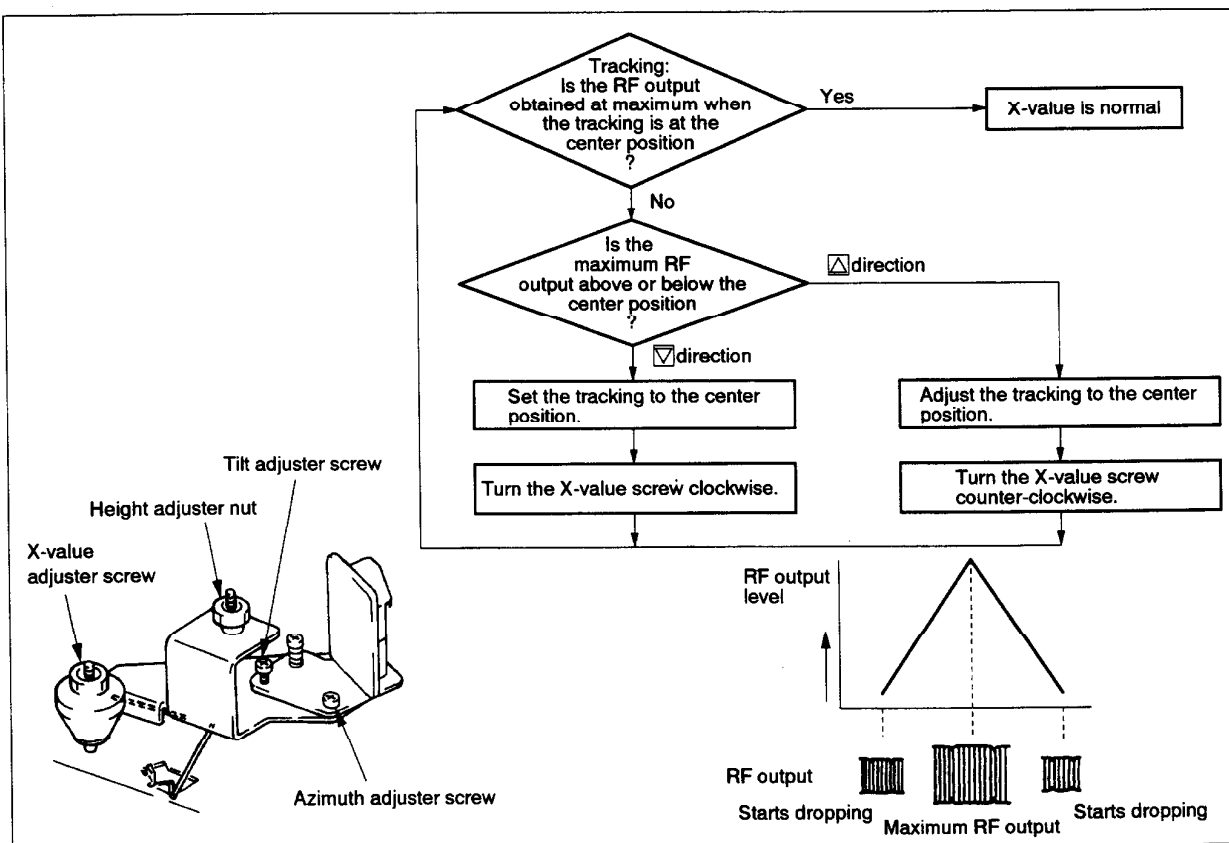 Tracking:
Is the RF output
obtained at maximum when
the tracking is at the
center position
?
Yes
X-value is normal
No
Is the
maximum RF
output above or below the
center position
?
△direction
▽direction
Set the tracking to the center
position.
Adjust the tracking to the center
position.
Turn the X-value screw clockwise.
Turn the X-value screw
counter-clockwise.
Tilt adjuster screw
Height adjuster nut
X-value
adjuster screw
Azimuth adjuster screw
RF output
level
RF output
Starts dropping
Maximum RF output
Starts dropping